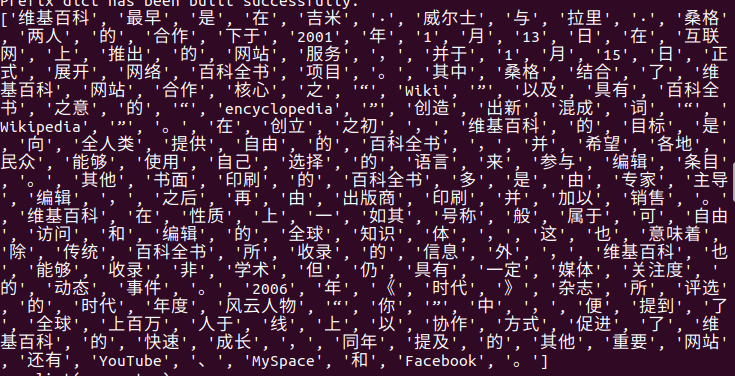 Prefix dict has been built successfully.
['维基百科', '最早', '是', '在', '吉米', '·', '威尔士', '与', '拉里', '·', '桑格'
, '两人', '的', '合作', '下于', '2001', '年', '1', '月', '13', '日', '在', '互联
网', '上', '推出', '的', '网站', '服务', ',', '并于', '1', '月', '15', '日', '正
式', '展开', '网络', '百科全书', '项目', '。', '其中', '桑格', '结合', '了', '维
基百科', '网站', '合作', '核心', '之', '“', 'Wiki', '”', '以及', '具有', '百科全
书', '之意', '的', '“', 'encyclopedia', '”', '创造', '出新', '混成', '词', '“', '
Wikipedia', '”', '。', '在', '创立', '之初', ',', '维基百科', '的', '目标', '是
', '向', '全人类', '提供', '自由', '的', '百科全书', ',', '并', '希望', '各地', '
民众', '能够', '使用', '自己', '选择', '的', '语言', '来', '参与', '编辑', '条目'
, '。', '其他', '书面', '印刷', '的', '百科全书', '多', '是', '由', '专家', '主导
', '编辑', ',', '之后', '再', '由', '出版商', '印刷', '并', '加以', '销售', '。'
, '维基百科', '在', '性质', '上', '一', '如其', '号称', '般', '属于', '可', '自由
', '访问', '和', '编辑', '的', '全球', '知识', '体', ',', '这', '也', '意味着',
'除', '传统', '百科全书', '所', '收录', '的', '信息', '外', ',', '维基百科', '也
', '能够', '收录', '非', '学术', '但', '仍', '具有', '一定', '媒体', '关注度', '
的', '动态', '事件', '。', '2006', '年', '《', '时代', '》', '杂志', '所', '评选
', '的', '时代', '年度', '风云人物', '“', '你', '”', '中', ',', '便', '提到', '了
', '全球', '上百万', '人于', '线', '上', '以', '协作', '方式', '促进', '了', '维
基百科', '的', '快速', '成长', ',', '同年', '提及', '的', '其他', '重要', '网站'
, '还有', 'YouTube', '、', 'MySpace', '和', 'Facebook', '。']